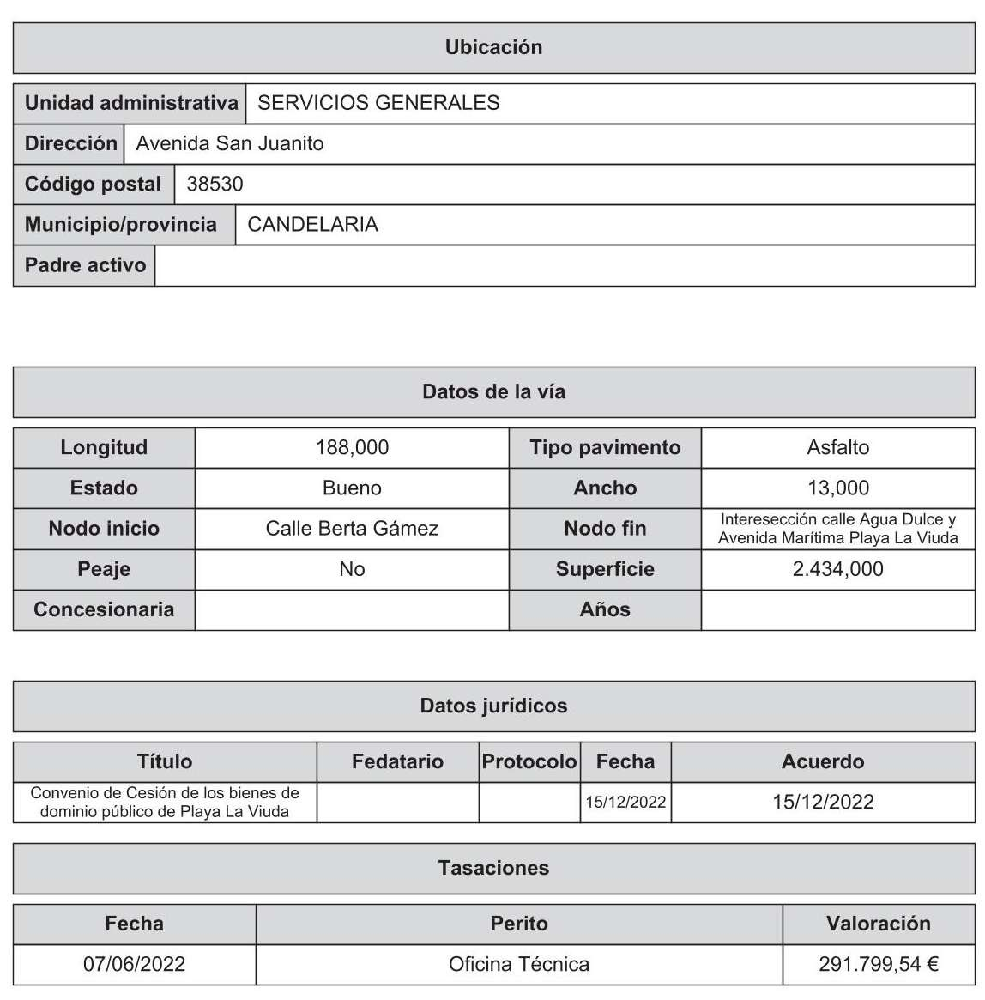 Ubicación
Unidad administrativa SERVICIOS GENERALES
Dirección Avenida San Juanito
Código postal 38530
Municipio/provincia CANDELARIA
Padre activo
Datos de la vía
Longitud 188,000 Tipo pavimento Asfalto
Estado Bueno Ancho 13,000
Nodo inicio Calle Berta Gámez Nodo fin Interesección calle Agua Dulce y
Avenida Marítima Playa La Viuda
Peaje No Superficie 2.434,000
Concesionaria Años
Datos jurídicos
Título Fedatario Protocolo Fecha Acuerdo
Convenio de Cesión de los bienes de
dominio público de Playa La Viuda 15/12/2022 15/12/2022
Tasaciones
Fecha Perito Valoración
07/06/2022 Oficina Técnica 291.799,54 €